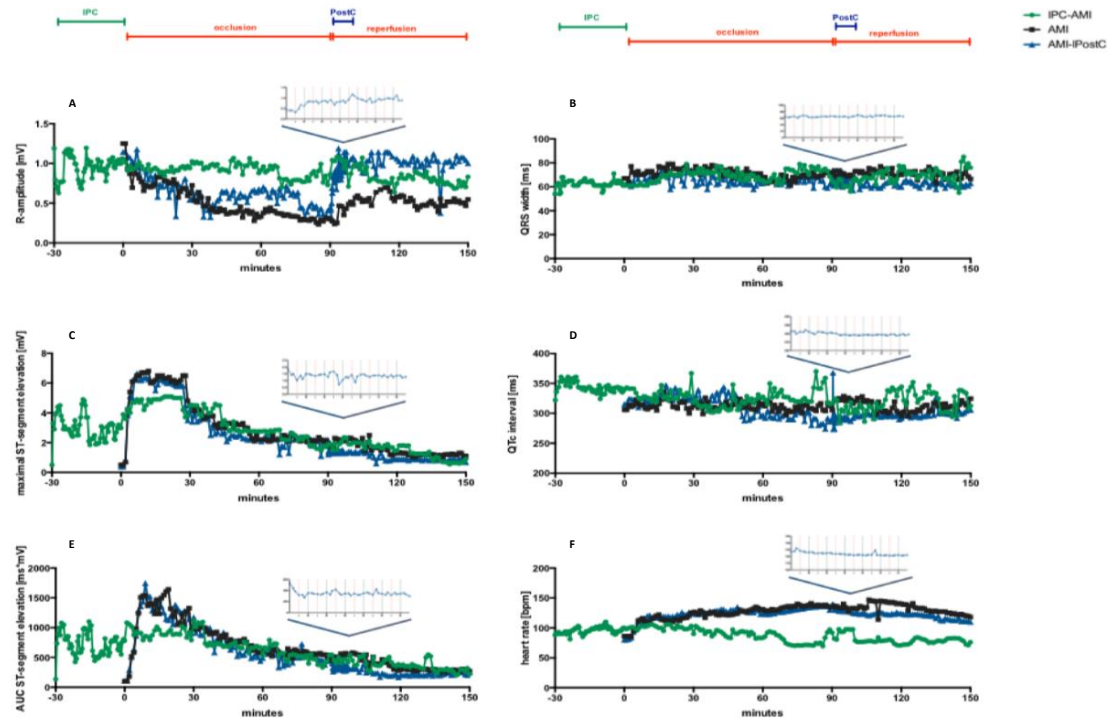 IPC
PostC
occlusion
reperfusion
IPC
PostC
occlusion
reperfusion
IPC-AMI
AMI
AMI-IPostC
A
R-amplitude [mV]
1.5
1.0
0.5
0.0
-30 0 30 60 90 120 150
minutes
B
QRS width [ms]
100
80
60
40
20
0
-30 0 30 60 90 120 150
minutes
C
maximal ST-segment elevation [mV]
8
6
4
2
0
-30 0 30 60 90 120 150
minutes
D
QTc interval [ms]
400
350
300
250
200
-30 0 30 60 90 120 150
minutes
E
AUC ST-segment elevation [ms*mV]
2000
1500
1000
500
0
-30 0 30 60 90 120 150
minutes
F
heart rate [bpm]
200
150
100
50
0
-30 0 30 60 90 120 150
minutes